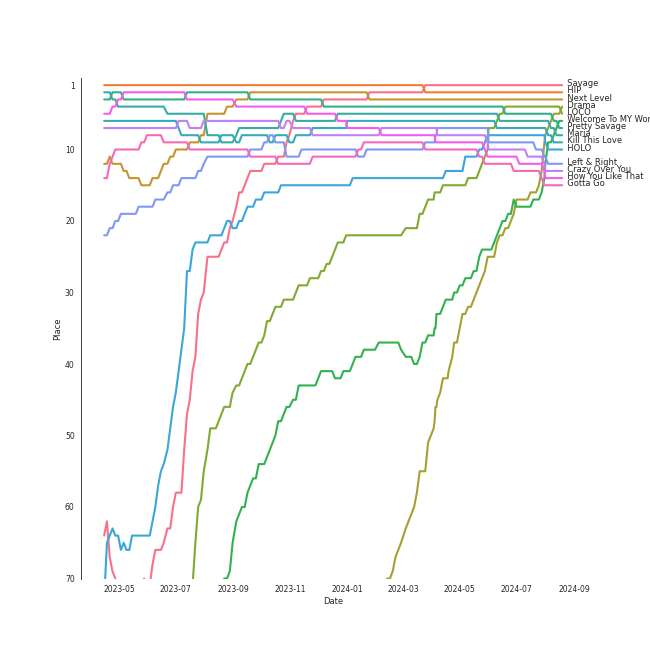 1
10
20
30
40
50
60
70
Place
2023-05
2023-07
2023-09
2023-11
2024-01
2024-03
2024-05
2024-07
2024-09
Date
Savage
HIP
Next Level
Drama
LOCO
Welcome To MY Wor
Pretty Savage
Maria
Kill This Love
HOLO
Left & Right
Crazy Over You
How You Like That
Gotta Go